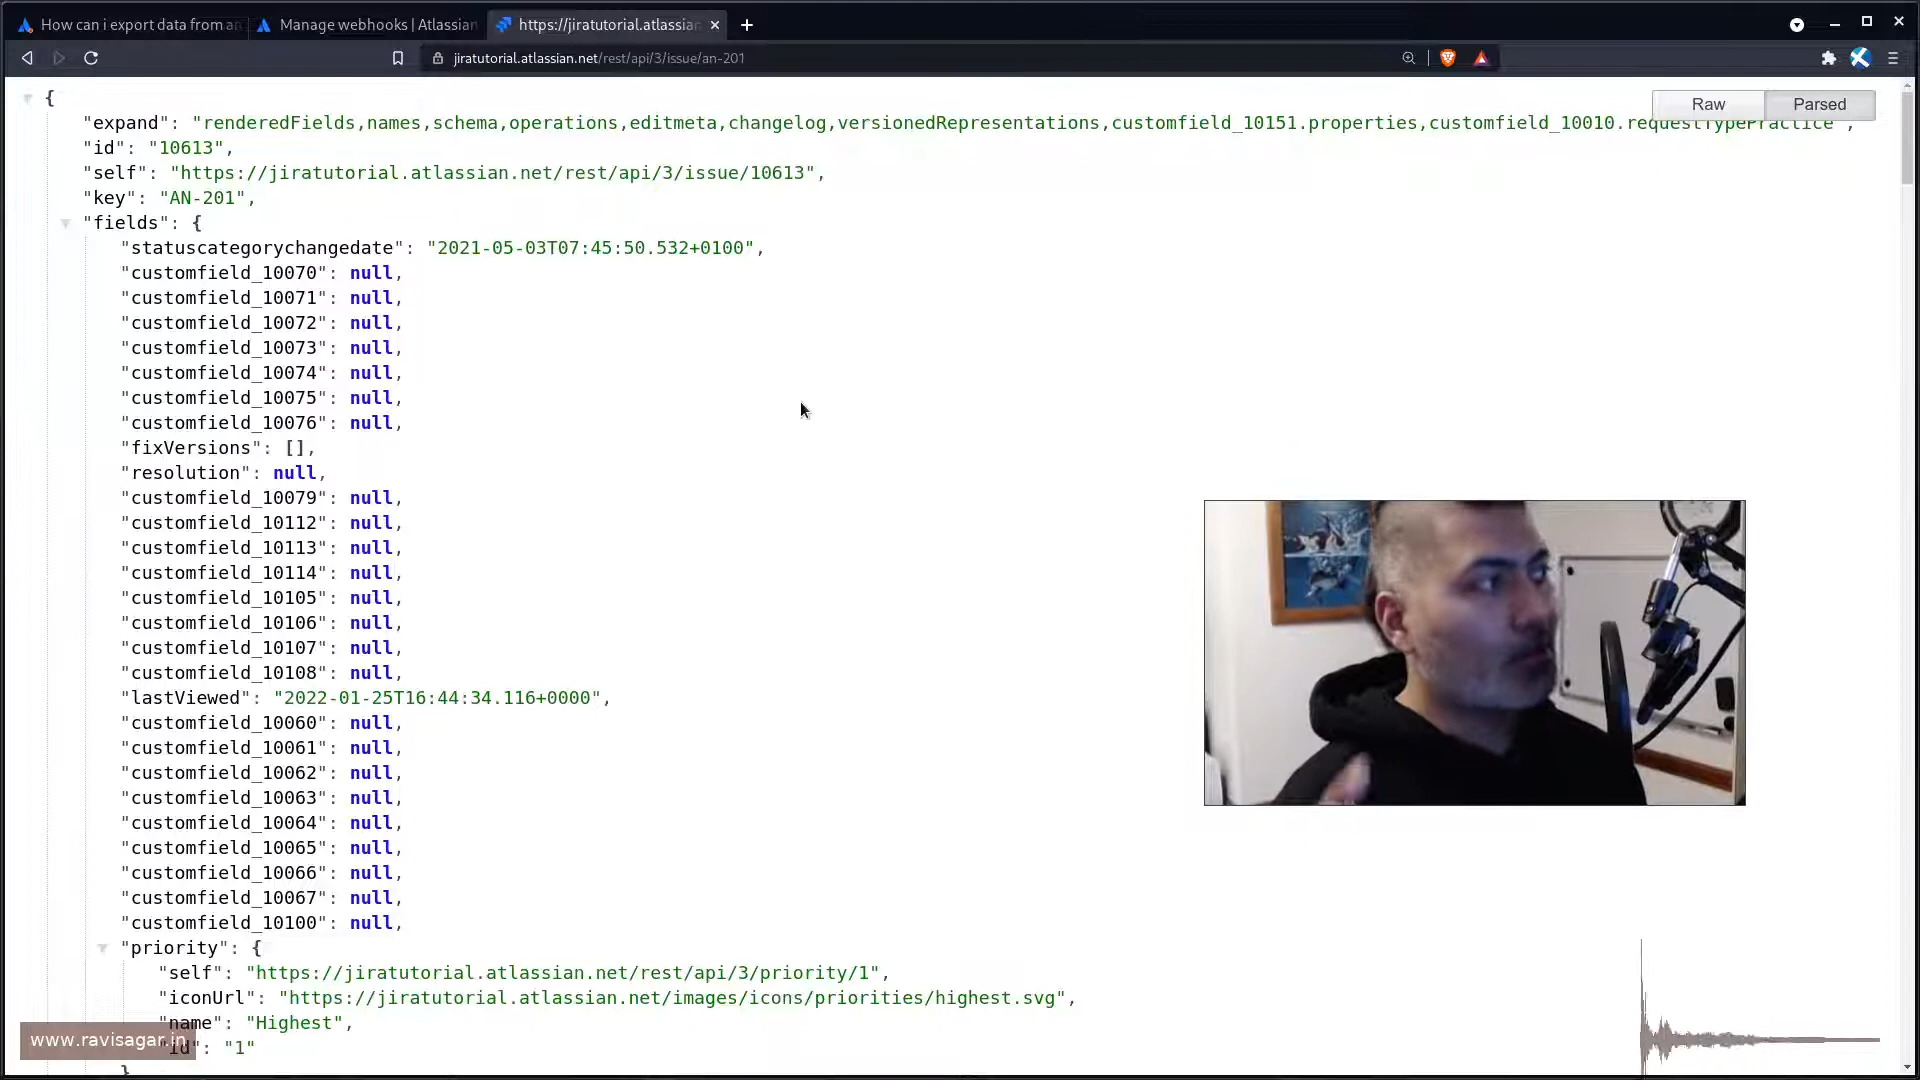 How can i export data from an
Manage webhooks | Atlassian
https://jiratutorial.atlassian
jiratutorial.atlassian.net/rest/api/3/issue/an-201
Raw
Parsed
{
"expand": "renderedFields,names,schema,operations,editmeta,changelog,versionedRepresentations,customfield_10151.properties,customfield_10010.requestTypePractice",
"id": "10613",
"self": "https://jiratutorial.atlassian.net/rest/api/3/issue/10613",
"key": "AN-201",
"fields": {
"statuscategorychangedate": "2021-05-03T07:45:50.532+0100",
"customfield_10070": null,
"customfield_10071": null,
"customfield_10072": null,
"customfield_10073": null,
"customfield_10074": null,
"customfield_10075": null,
"customfield_10076": null,
"fixVersions": [],
"resolution": null,
"customfield_10079": null,
"customfield_10112": null,
"customfield_10113": null,
"customfield_10114": null,
"customfield_10105": null,
"customfield_10106": null,
"customfield_10107": null,
"customfield_10108": null,
"lastViewed": "2022-01-25T16:44:34.116+0000",
"customfield_10060": null,
"customfield_10061": null,
"customfield_10062": null,
"customfield_10063": null,
"customfield_10064": null,
"customfield_10065": null,
"customfield_10066": null,
"customfield_10067": null,
"customfield_10100": null,
"priority": {
"self": "https://jiratutorial.atlassian.net/rest/api/3/priority/1",
"iconUrl": "https://jiratutorial.atlassian.net/images/icons/priorities/highest.svg",
"name": "Highest",
"id": "1"
}
www.ravisagar.in